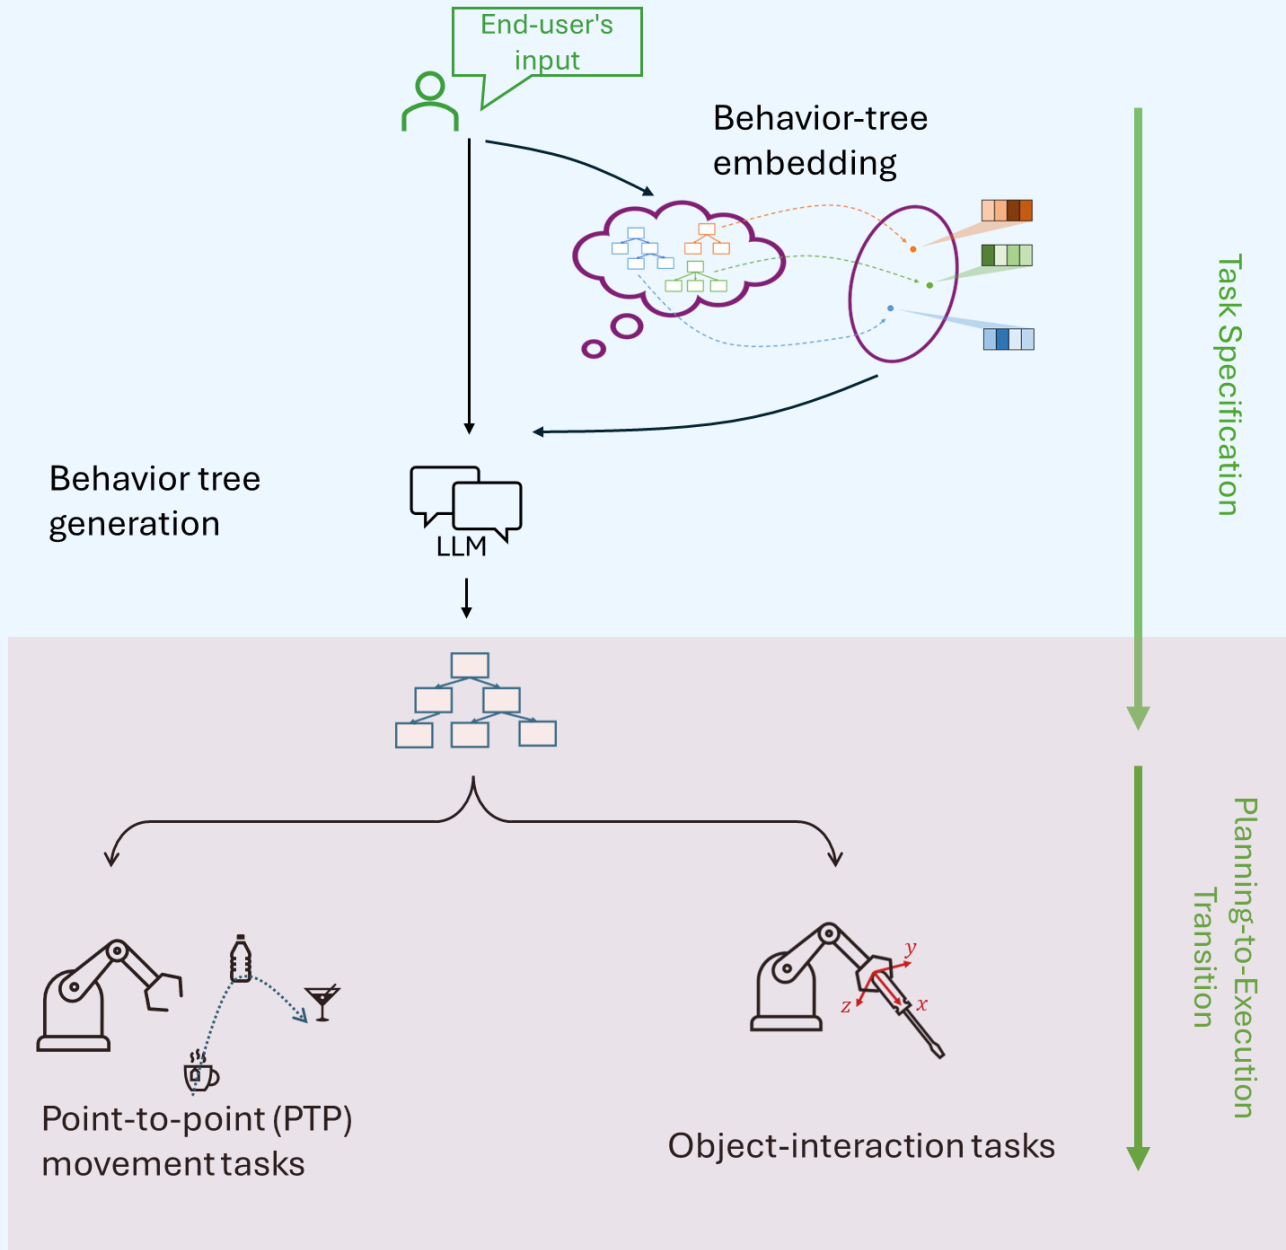 End-user's
input
Behavior-tree
embedding
Task Specification
Behavior tree
generation
LLM
Planning-to-Execution
Transition
y
x
z
Point-to-point (PTP)
movement tasks
Object-interaction tasks